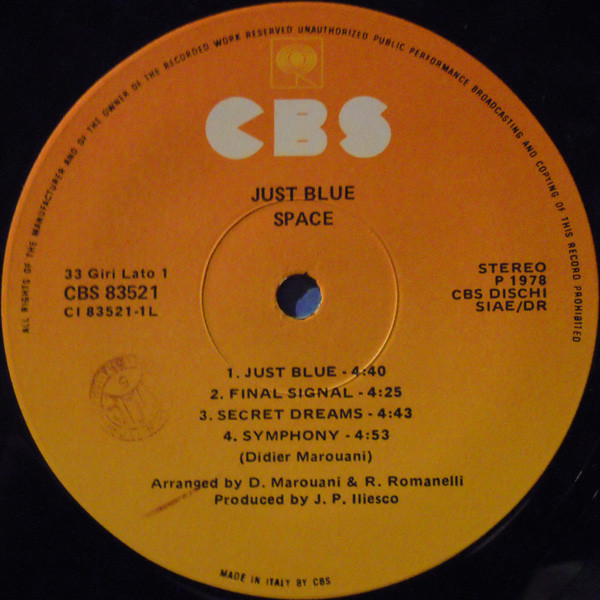 ALL RIGHTS OF THE MANUFACTURER AND OF THE OWNER OF THE RECORDED WORK RESERVED UNAUTHORIZED PUBLIC PERFORMANCE BROADCASTING AND COPYING OF THIS RECORD PROHIBITED
CBS
JUST BLUE
SPACE
33 Giri Lato 1
CBS 83521
CI 83521-1L
STEREO
P 1978
CBS DISCHI
SIAE/DR
1. JUST BLUE - 4:40
2. FINAL SIGNAL - 4:25
3. SECRET DREAMS - 4:43
4. SYMPHONY - 4:53
(Didier Marouani)
Arranged by D. Marouani & R. Romanelli
Produced by J. P. Iliesco
MADE IN ITALY BY CBS